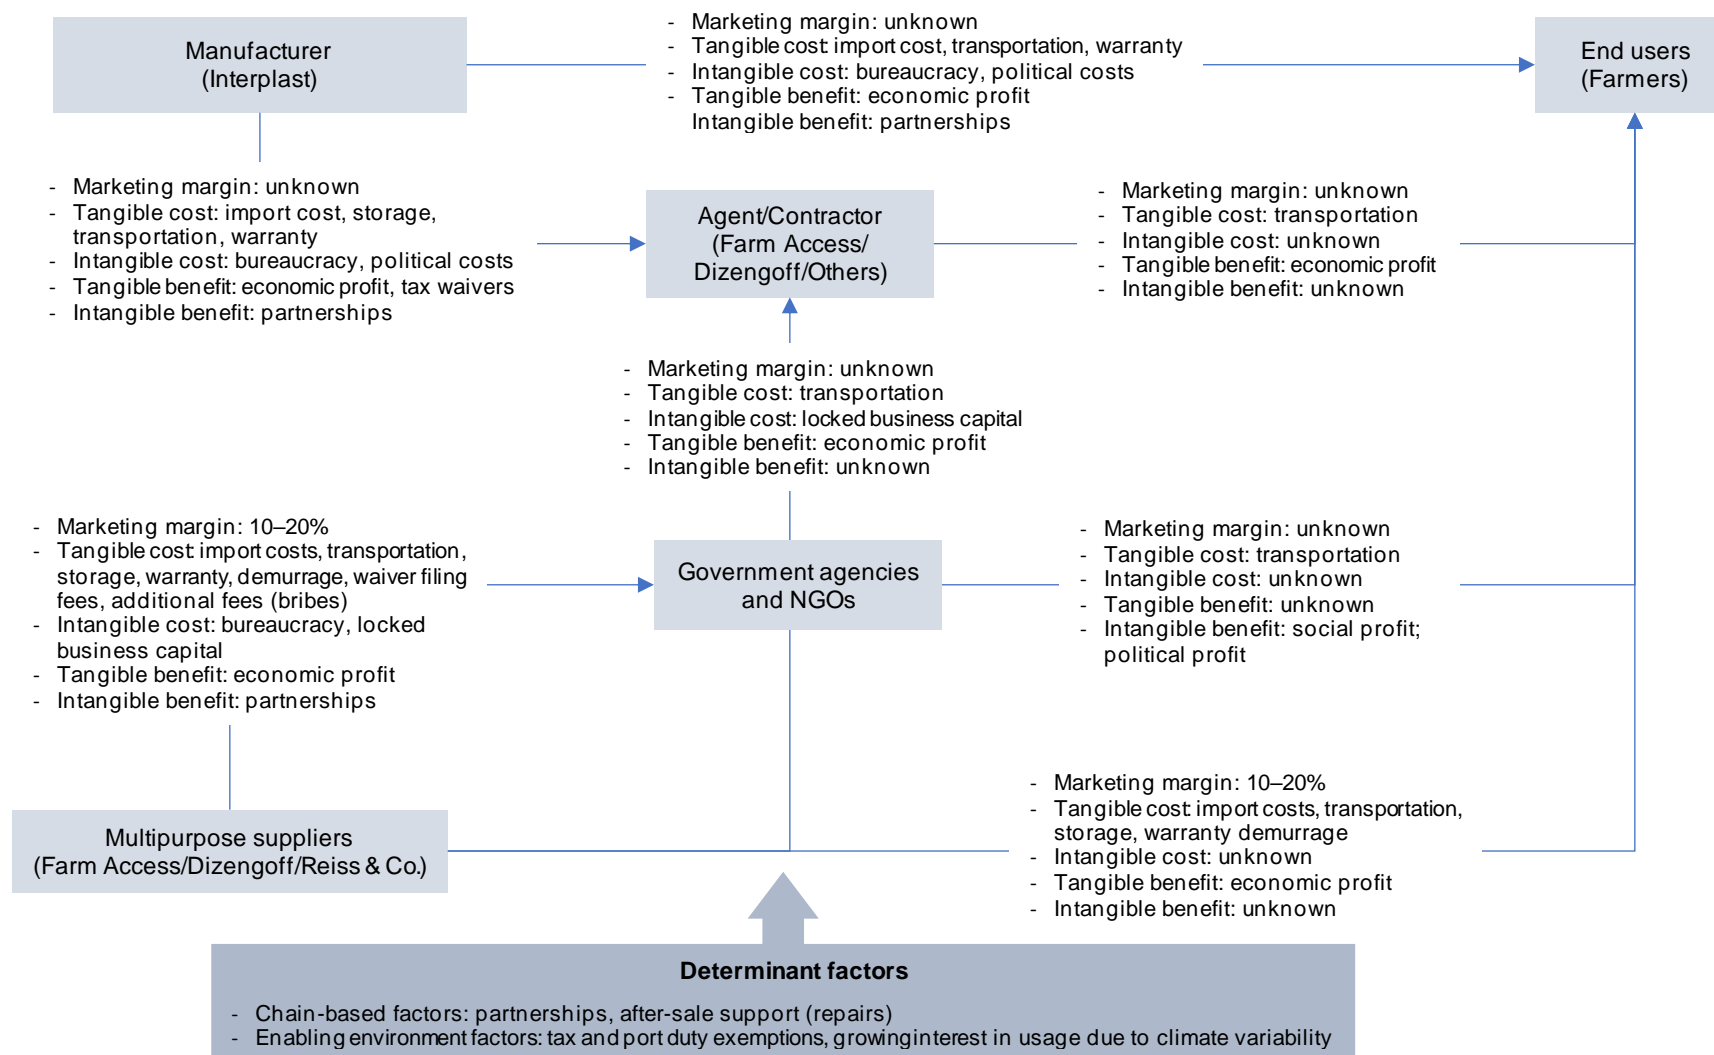 Manufacturer
(Interplast)
- Marketing margin: unknown
- Tangible cost: import cost, transportation, warranty
- Intangible cost: bureaucracy, political costs
- Tangible benefit: economic profit
Intangible benefit: partnerships
End users
(Farmers)
- Marketing margin: unknown
- Tangible cost: import cost, storage,
transportation, warranty
- Intangible cost: bureaucracy, political costs
- Tangible benefit: economic profit, tax waivers
- Intangible benefit: partnerships
Agent/Contractor
(Farm Access/
Dizengoff/Others)
- Marketing margin: unknown
- Tangible cost: transportation
- Intangible cost: unknown
- Tangible benefit: economic profit
- Intangible benefit: unknown
- Marketing margin: unknown
- Tangible cost: transportation
- Intangible cost: locked business capital
- Tangible benefit: economic profit
- Intangible benefit: unknown
- Marketing margin: 10–20%
- Tangible cost: import costs, transportation,
storage, warranty, demurrage, waiver filing
fees, additional fees (bribes)
- Intangible cost: bureaucracy, locked
business capital
- Tangible benefit: economic profit
- Intangible benefit: partnerships
Government agencies
and NGOs
- Marketing margin: unknown
- Tangible cost: transportation
- Intangible cost: unknown
- Tangible benefit: unknown
- Intangible benefit: social profit;
political profit
Multipurpose suppliers
(Farm Access/Dizengoff/Reiss & Co.)
- Marketing margin: 10–20%
- Tangible cost: import costs, transportation,
storage, warranty demurrage
- Intangible cost: unknown
- Tangible benefit: economic profit
- Intangible benefit: unknown
Determinant factors
- Chain-based factors: partnerships, after-sale support (repairs)
- Enabling environment factors: tax and port duty exemptions, growing interest in usage due to climate variability